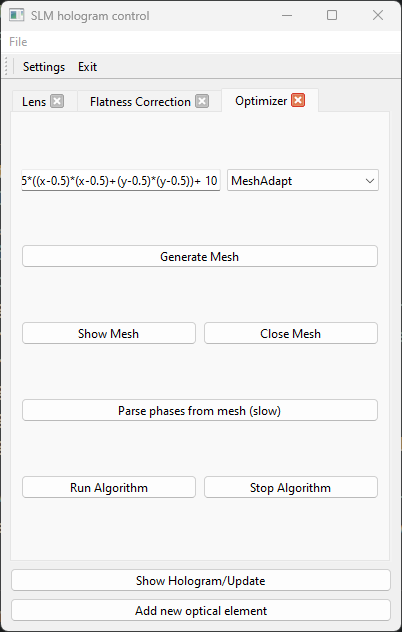 SLM hologram control
File
Settings Exit
Lens Flatness Correction Optimizer
5*((x-0.5)*(x-0.5)+(y-0.5)*(y-0.5))+ 10 MeshAdapt
Generate Mesh
Show Mesh Close Mesh
Parse phases from mesh (slow)
Run Algorithm Stop Algorithm
Show Hologram/Update
Add new optical element